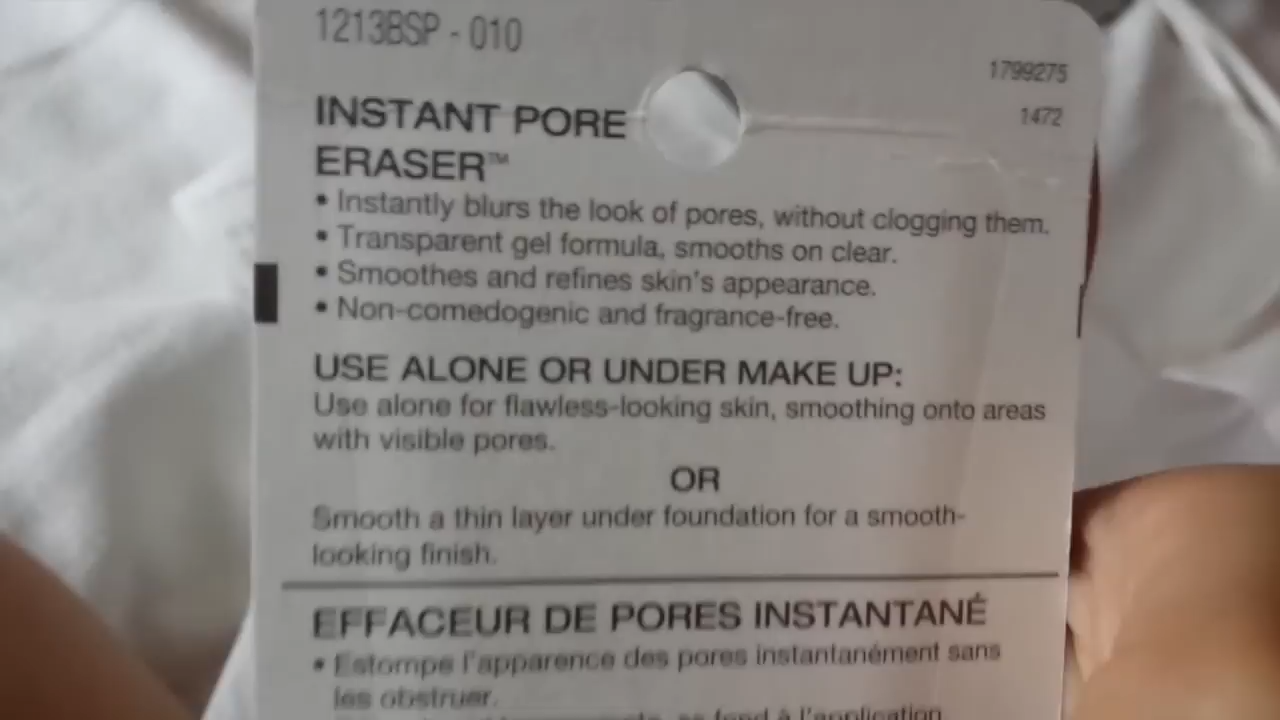 1213BSP - 010
1799275
1472
INSTANT PORE
ERASER™
• Instantly blurs the look of pores, without clogging them.
• Transparent gel formula, smooths on clear.
• Smoothes and refines skin's appearance.
• Non-comedogenic and fragrance-free.
USE ALONE OR UNDER MAKE UP:
Use alone for flawless-looking skin, smoothing onto areas
with visible pores.
OR
Smooth a thin layer under foundation for a smooth-
looking finish.
EFFACEUR DE PORES INSTANTANÉ
• Estompe l'apparence des pores instantanément sans
les obstruer.
se fond à l'application